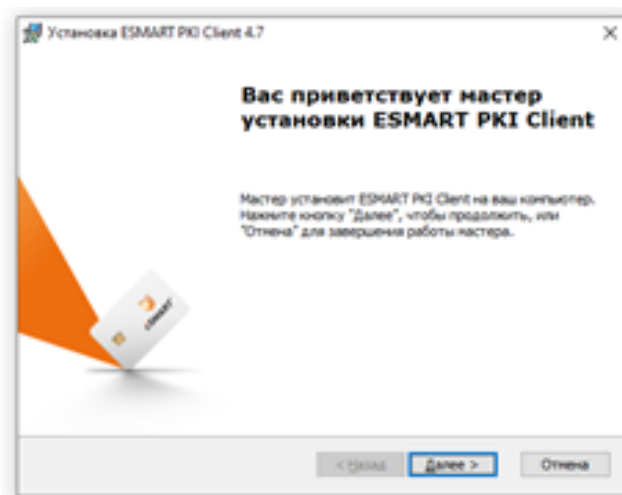 Установка ESMART PKI Client 4.7
Вас приветствует мастер
установки ESMART PKI Client
Мастер установит ESMART PKI Client на ваш компьютер.
Нажмите кнопку "Далее", чтобы продолжить, или
"Отмена" для завершения работы мастера.
ESMART
< Назад
Далее >
Отмена